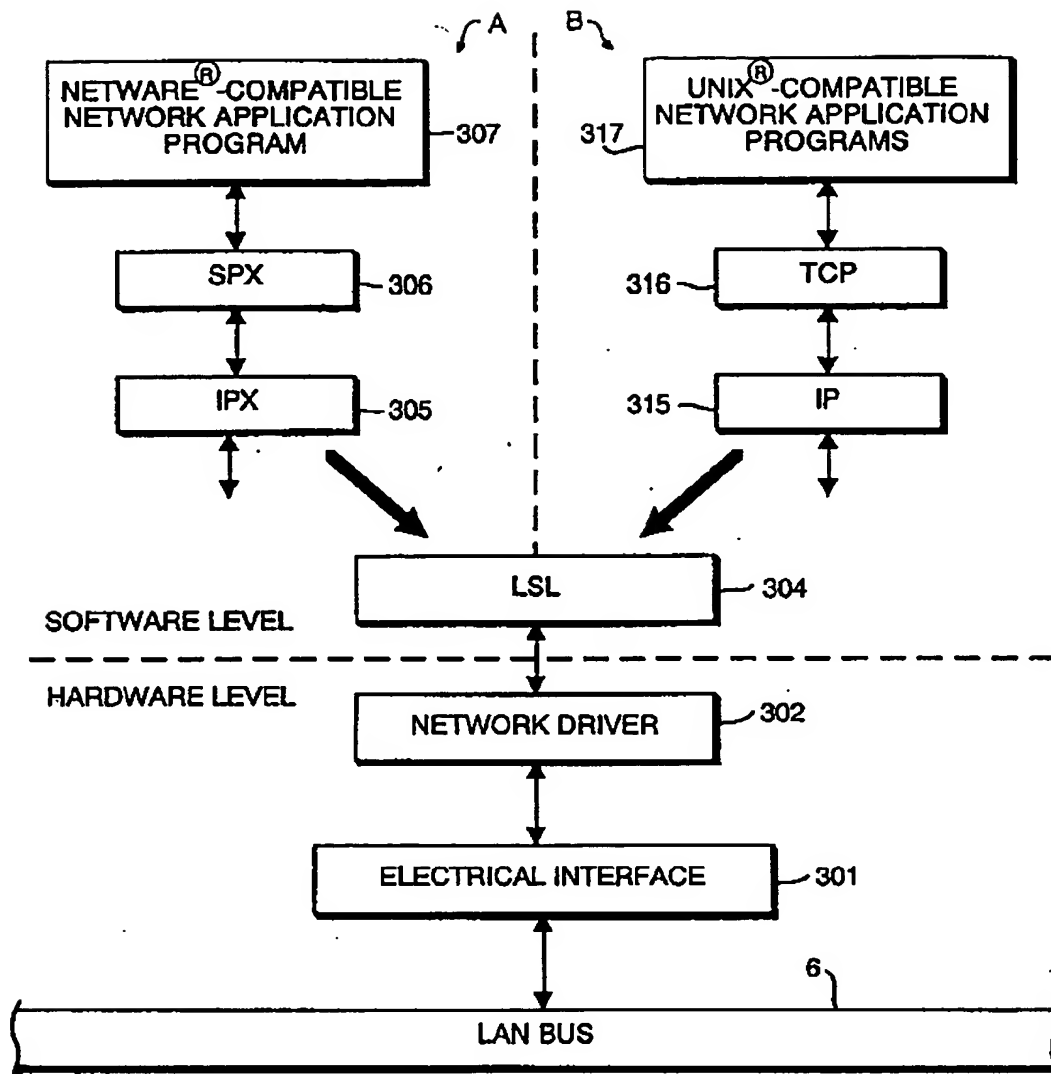 A
B
NETWARE®-COMPATIBLE
NETWORK APPLICATION
PROGRAM
307
UNIX®-COMPATIBLE
NETWORK APPLICATION
PROGRAMS
317
SPX
306
316
TCP
IPX
305
315
IP
LSL
304
SOFTWARE LEVEL
HARDWARE LEVEL
NETWORK DRIVER
302
ELECTRICAL INTERFACE
301
6
LAN BUS